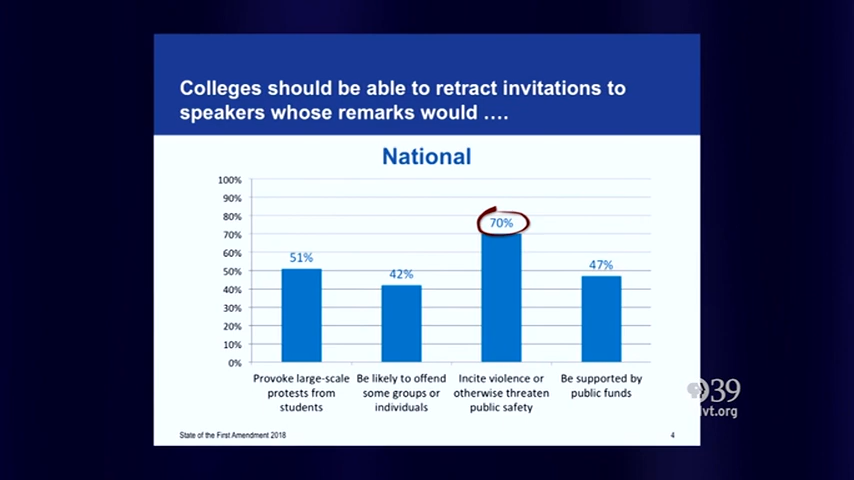 Colleges should be able to retract invitations to
speakers whose remarks would ….
National
100%
90%
80%
70%
60%
50%
40%
30%
20%
10%
0%
51%
42%
70%
47%
Provoke large-scale
protests from
students
Be likely to offend
some groups or
individuals
Incite violence or
otherwise threaten
public safety
Be supported by
public funds
State of the First Amendment 2018
4
39
lvt.org